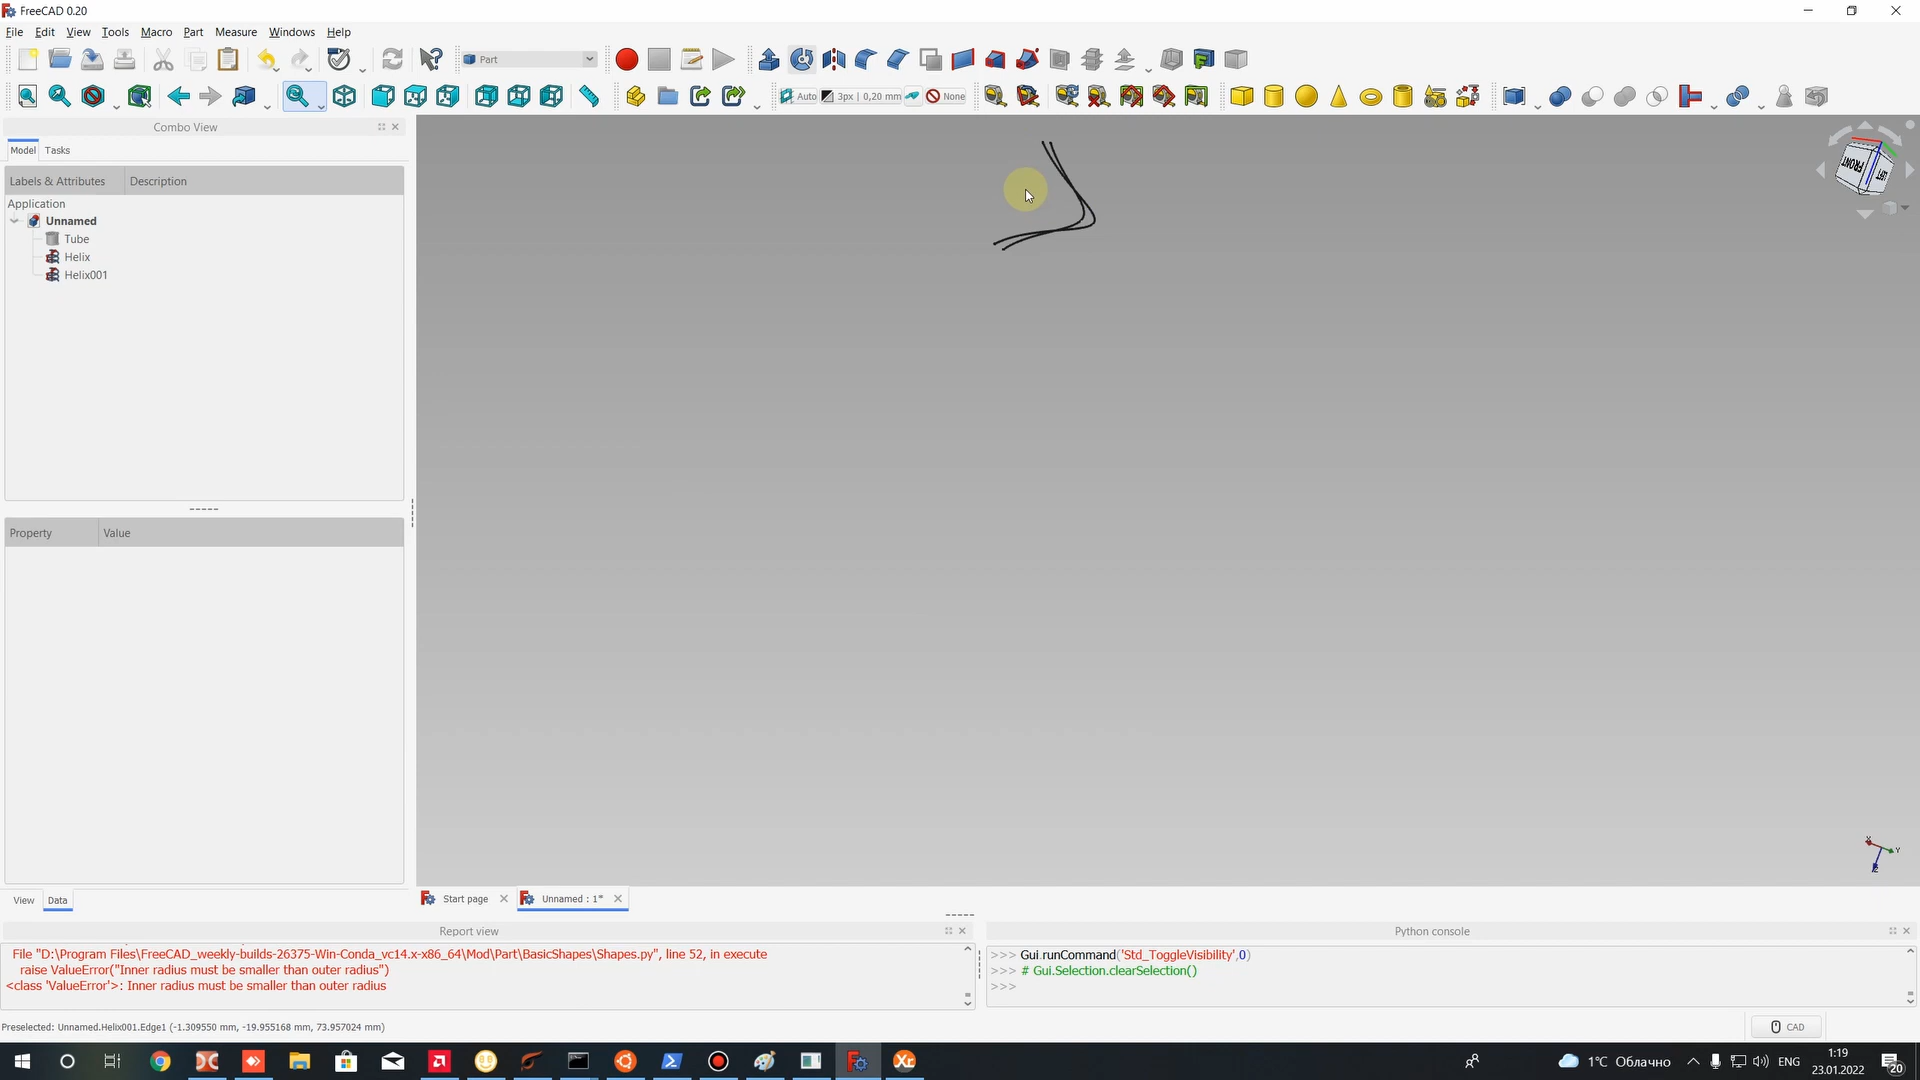 FreeCAD 0.20
File Edit View Tools Macro Part Measure Windows Help
Part
Auto 3px | 0,20 mm None
Combo View
Model Tasks
Labels & Attributes Description
Application
Unnamed
Tube
Helix
Helix001
Property Value
View Data
FRONT
LEFT
X
Y
Z
Start page Unnamed : 1*
Report view
File "D:\Program Files\FreeCAD_weekly-builds-26375-Win-Conda_vc14.x-x86_64\Mod\Part\BasicShapes\Shapes.py", line 52, in execute
raise ValueError("Inner radius must be smaller than outer radius")
<class 'ValueError'>: Inner radius must be smaller than outer radius
Python console
>>> Gui.runCommand('Std_ToggleVisibility',0)
>>> # Gui.Selection.clearSelection()
>>>
Preselected: Unnamed.Helix001.Edge1 (-1.309550 mm, -19.955168 mm, 73.957024 mm)
CAD
1°C Облачно ENG 1:19
23.01.2022
20